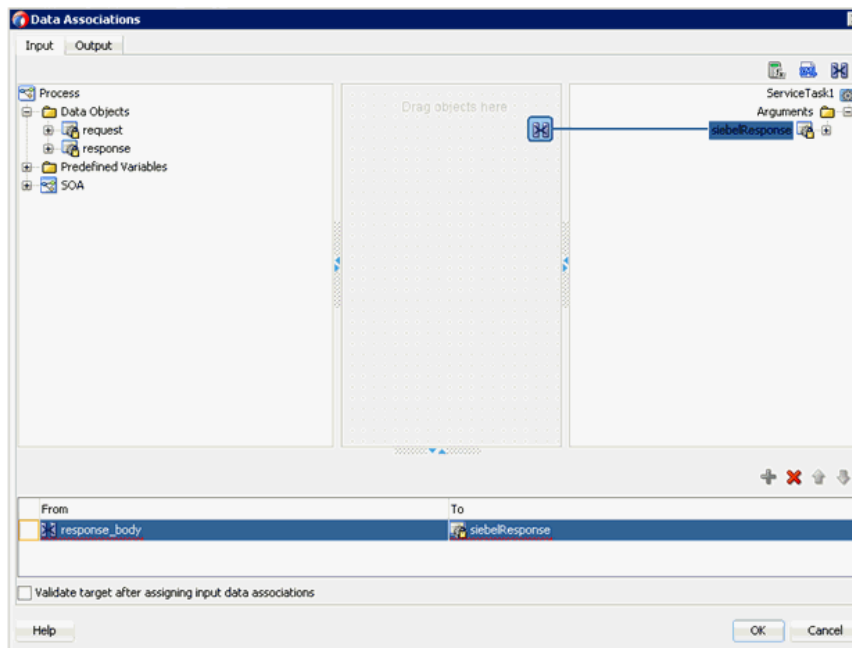 Data Associations
Input Output
Process
Data Objects
request
response
Predefined Variables
SOA
Drag objects here
ServiceTask1
Arguments
siebelResponse
From To
response_body siebelResponse
Validate target after assigning input data associations
Help OK Cancel